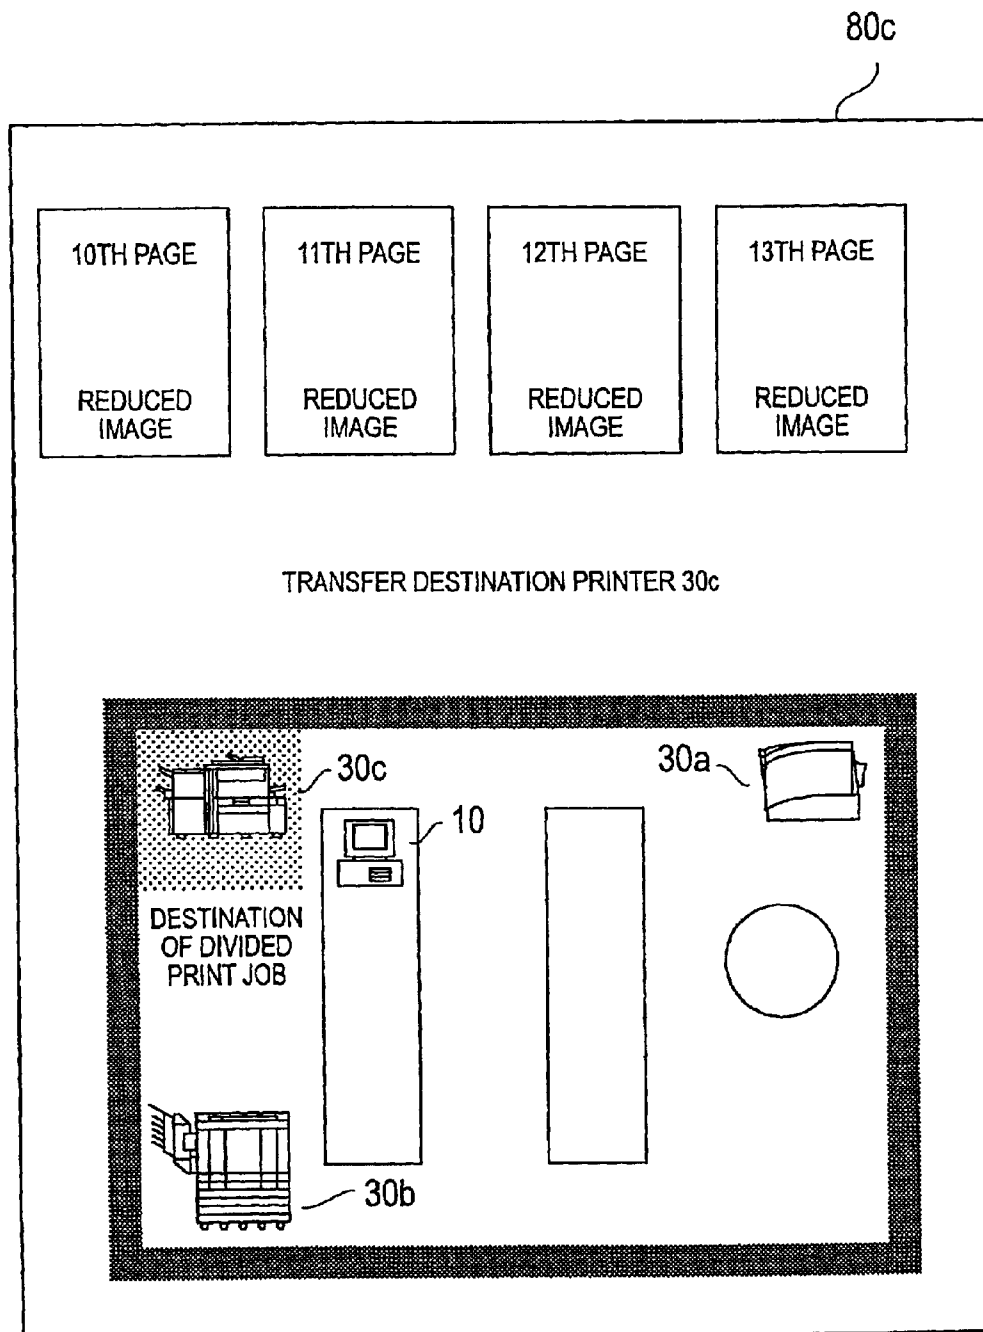 80c
10TH PAGE
REDUCED
IMAGE
11TH PAGE
REDUCED
IMAGE
12TH PAGE
REDUCED
IMAGE
13TH PAGE
REDUCED
IMAGE
TRANSFER DESTINATION PRINTER 30c
30c
30a
10
DESTINATION
OF DIVIDED
PRINT JOB
30b